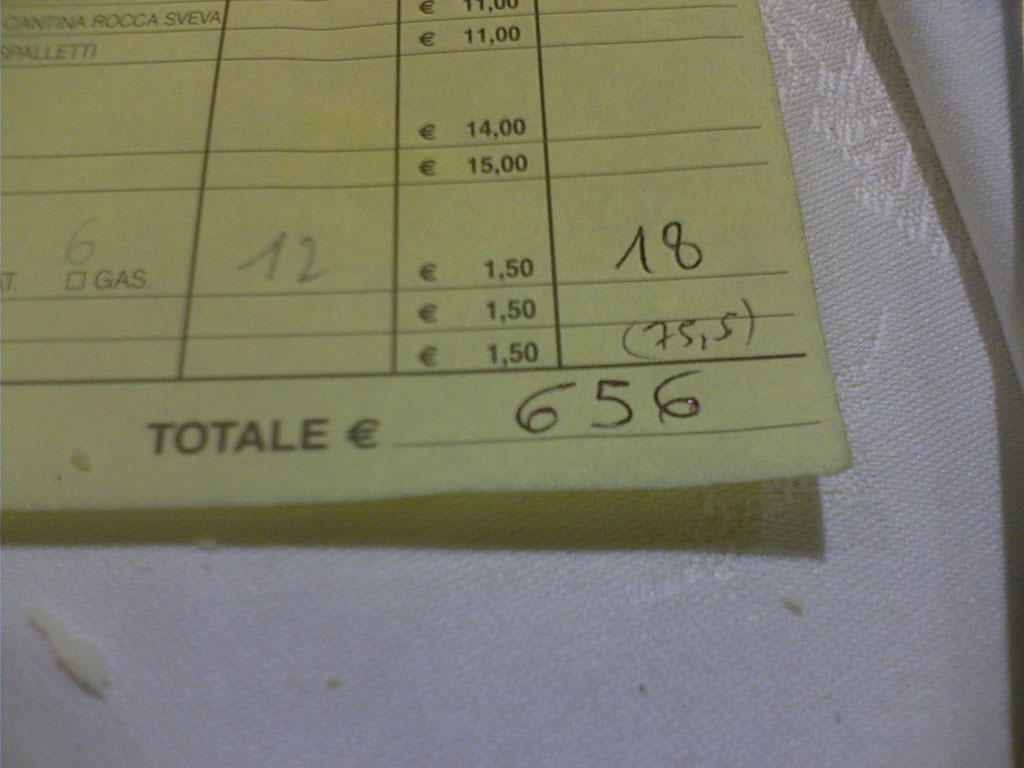 € 11,00
CANTINA ROCCA SVEVA € 11,00
SPALLETTI
€ 14,00
€ 15,00
6
AT. □ GAS. 12 € 1,50 18
€ 1,50
€ 1,50 (75,5)
TOTALE € 656